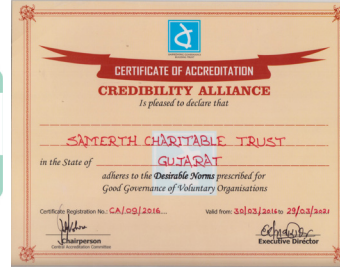 CERTIFICATE OF ACCREDITATION
CREDIBILITY ALLIANCE
Is pleased to declare that
SAMERTH CHARITABLE TRUST
in the State of GUJARAT
adheres to the Desirable Norms prescribed for
Good Governance of Voluntary Organisations
Certificate Registration No.: CA/09/2016 Valid from: 30/03/2016 to 29/03/2021
Chairperson Executive Director
Central Accreditation Committee